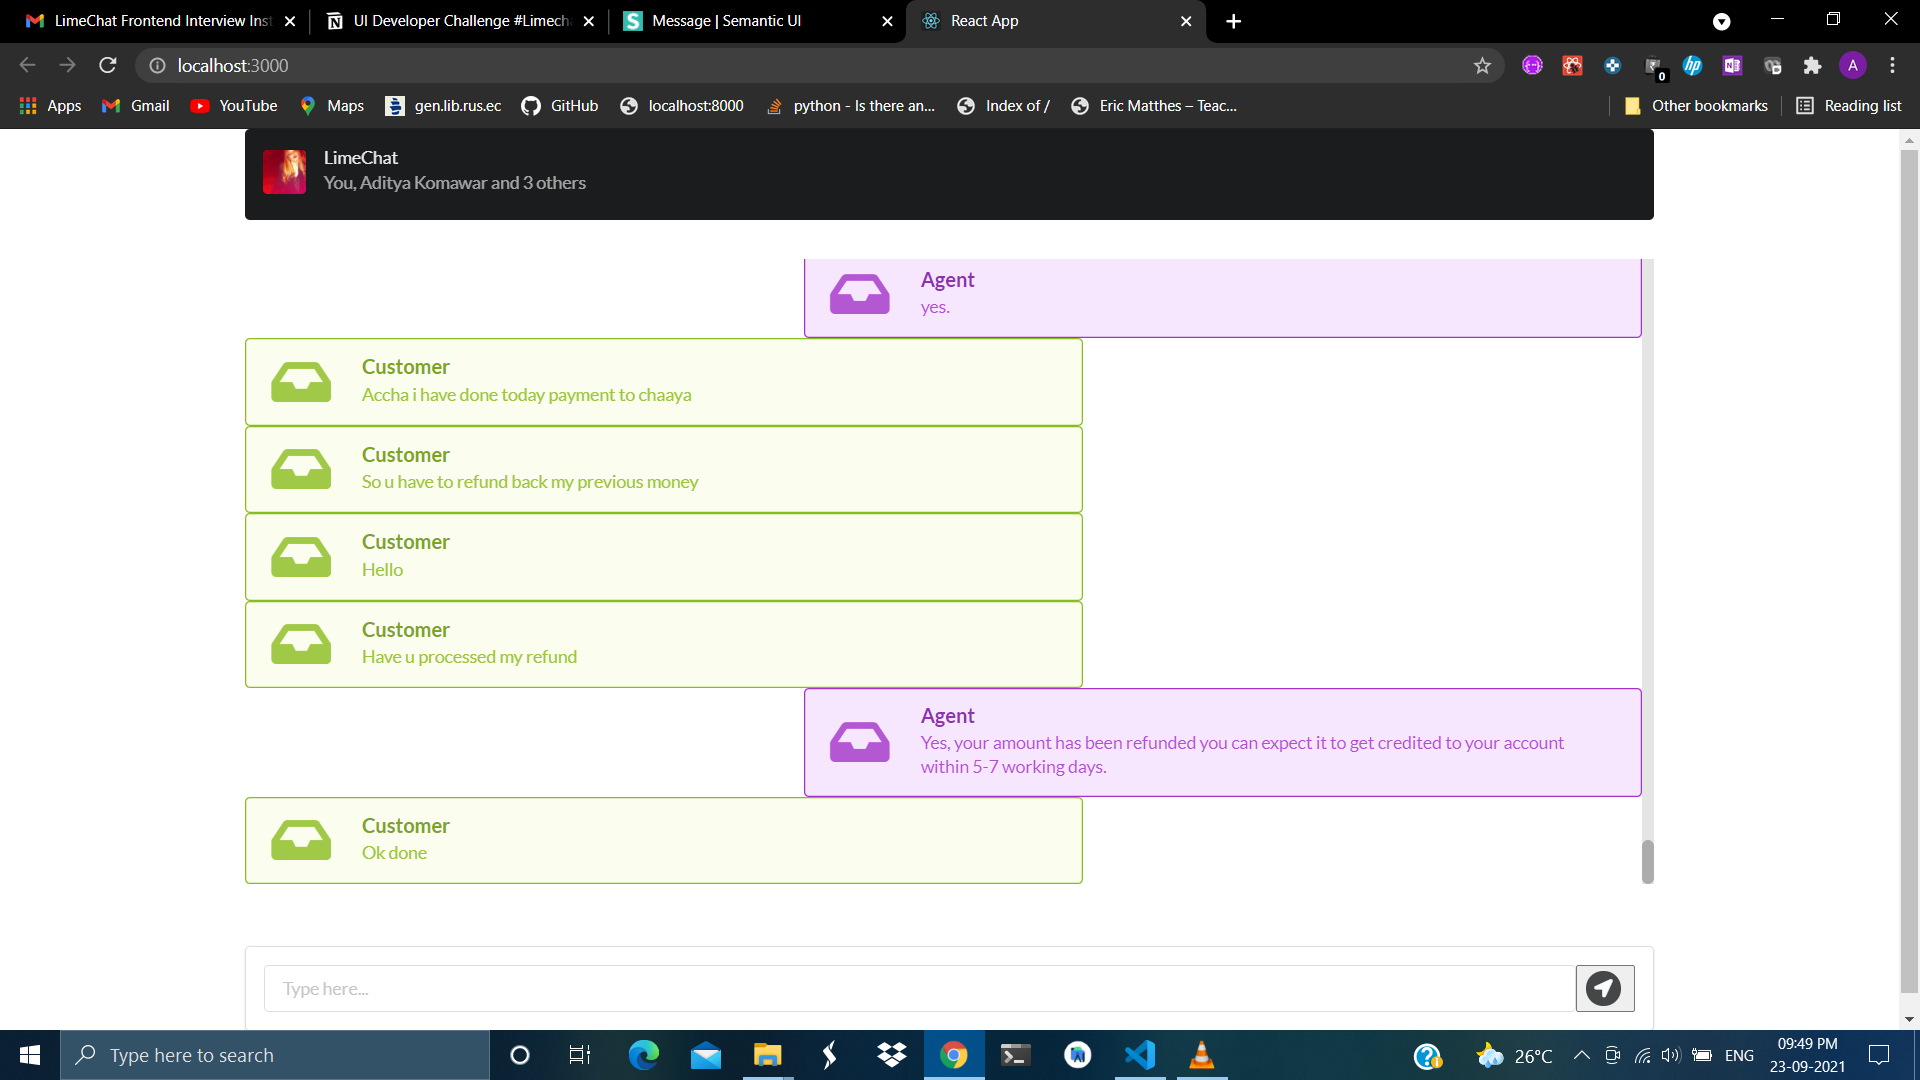 LimeChat Frontend Interview Inst
UI Developer Challenge #Limecha
Message | Semantic UI
React App
localhost:3000
0
A
Apps
Gmail
YouTube
Maps
gen.lib.rus.ec
GitHub
localhost:8000
python - Is there an...
Index of /
Eric Matthes – Teac...
Other bookmarks
Reading list
LimeChat
You, Aditya Komawar and 3 others
Agent
yes.
Customer
Accha i have done today payment to chaaya
Customer
So u have to refund back my previous money
Customer
Hello
Customer
Have u processed my refund
Agent
Yes, your amount has been refunded you can expect it to get credited to your account
within 5-7 working days.
Customer
Ok done
Type here...
Type here to search
26°C
ENG
09:49 PM
23-09-2021